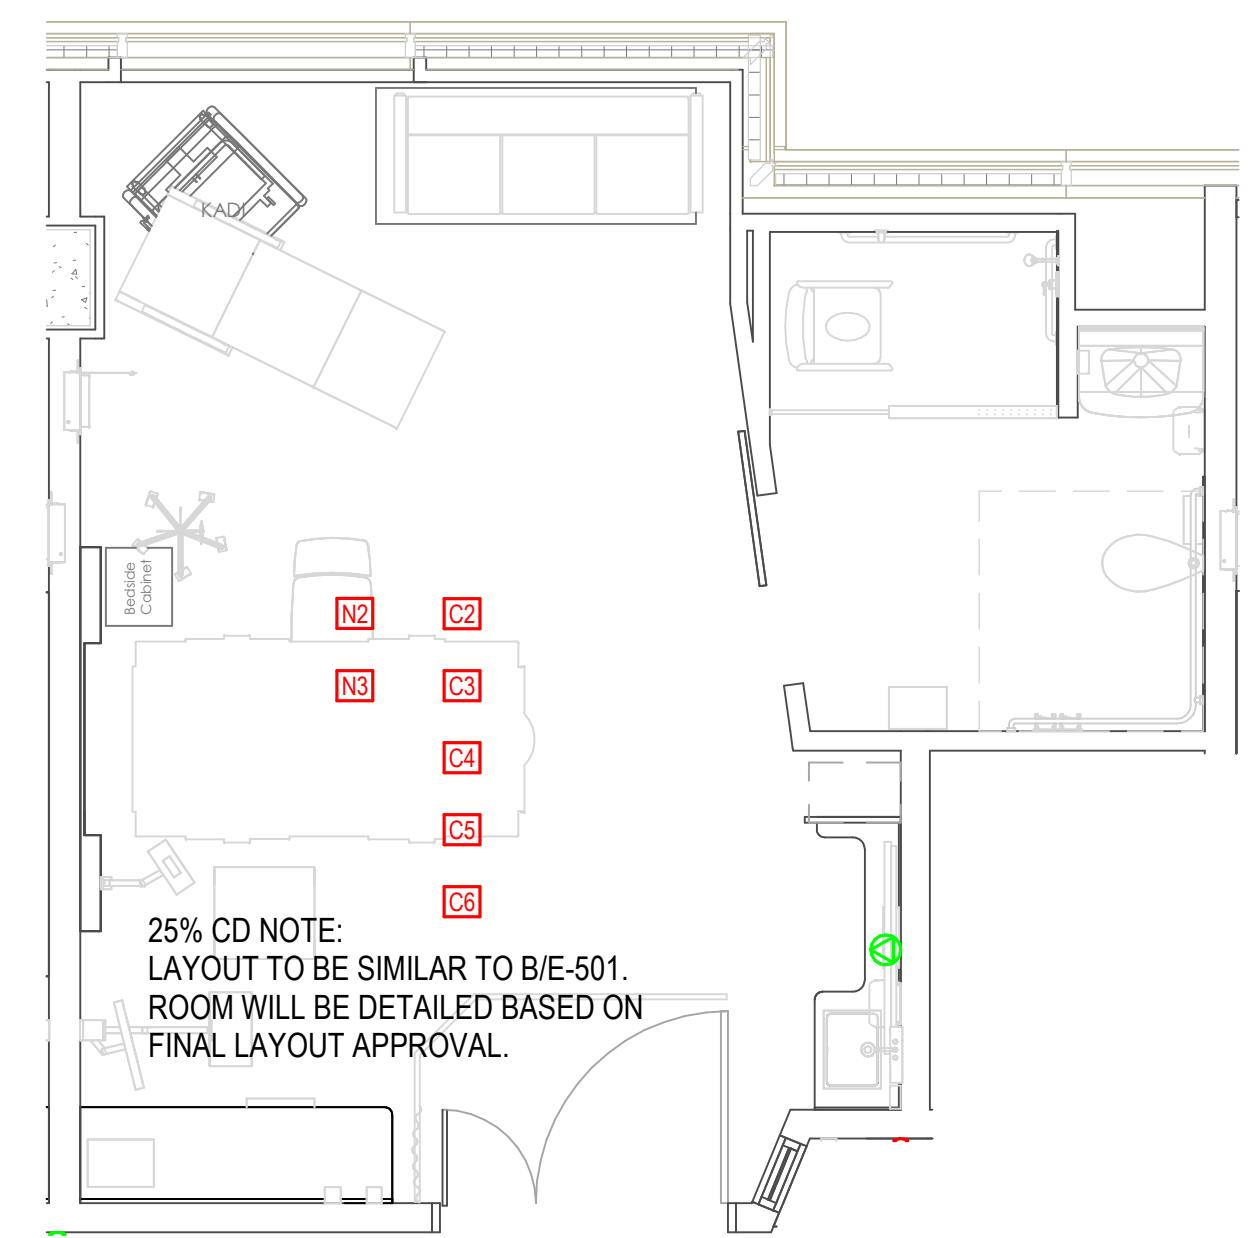 KADI
Bedside
Cabinet
N2
C2
N3
C3
C4
C5
C6
25% CD NOTE:
LAYOUT TO BE SIMILAR TO B/E-501.
ROOM WILL BE DETAILED BASED ON
FINAL LAYOUT APPROVAL.